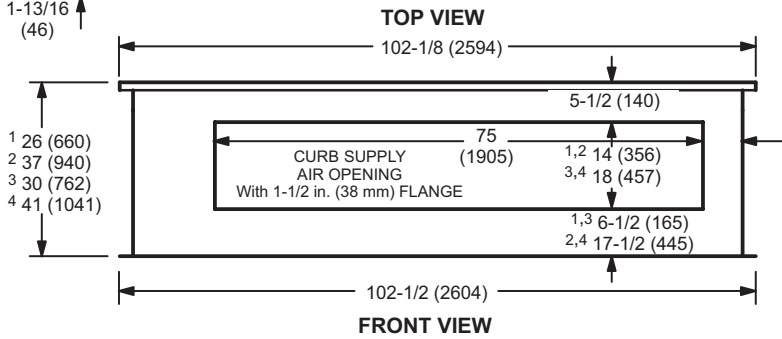 1-13/16
(46)
TOP VIEW
102-1/8 (2594)
5-1/2 (140)
1 26 (660)
2 37 (940)
3 30 (762)
4 41 (1041)
75
(1905)
CURB SUPPLY
AIR OPENING
With 1-1/2 in. (38 mm) FLANGE
1,2 14 (356)
3,4 18 (457)
1,3 6-1/2 (165)
2,4 17-1/2 (445)
102-1/2 (2604)
FRONT VIEW